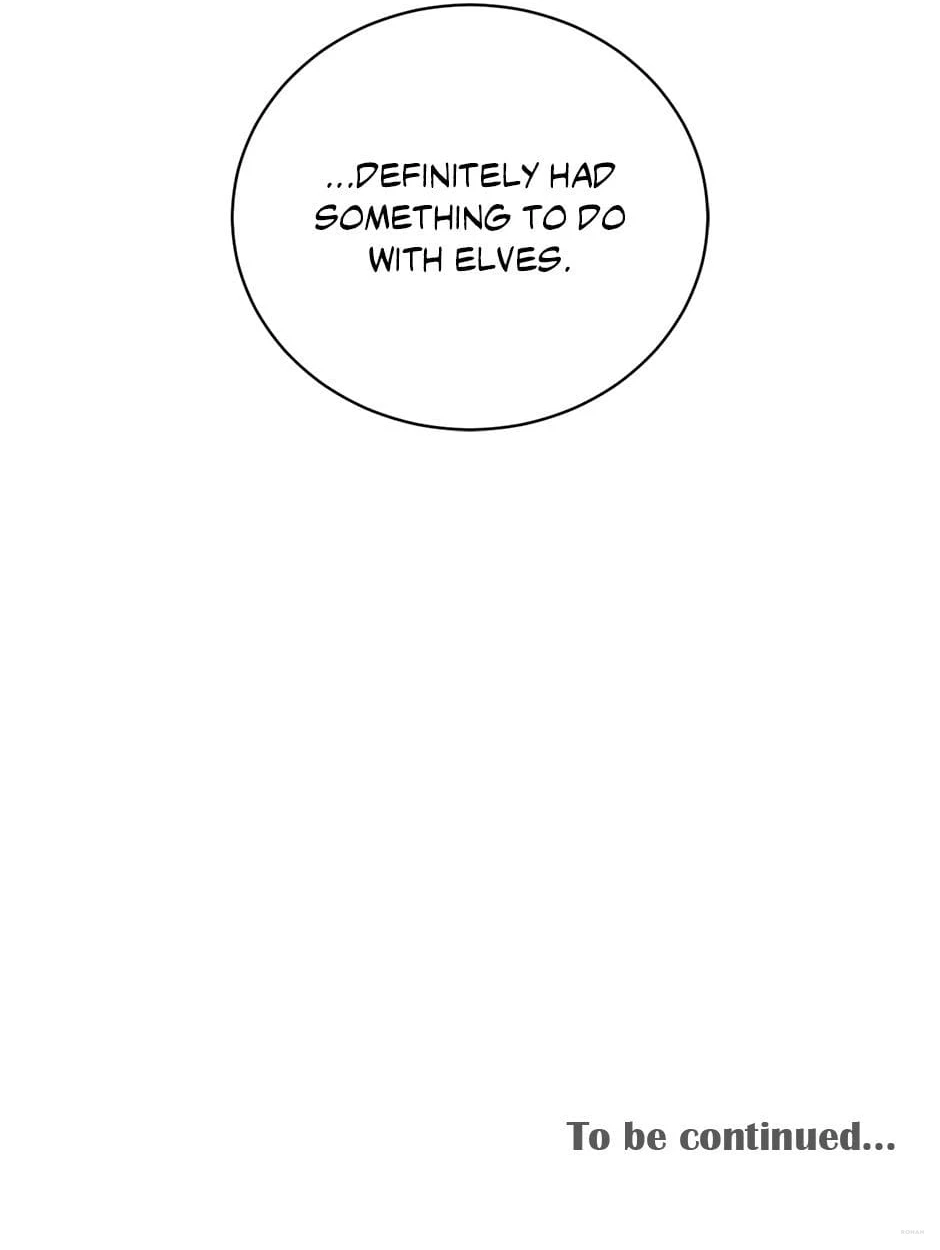 ...DEFINITELY HAD
SOMETHING TO DO
WITH ELVES.
To be continued...